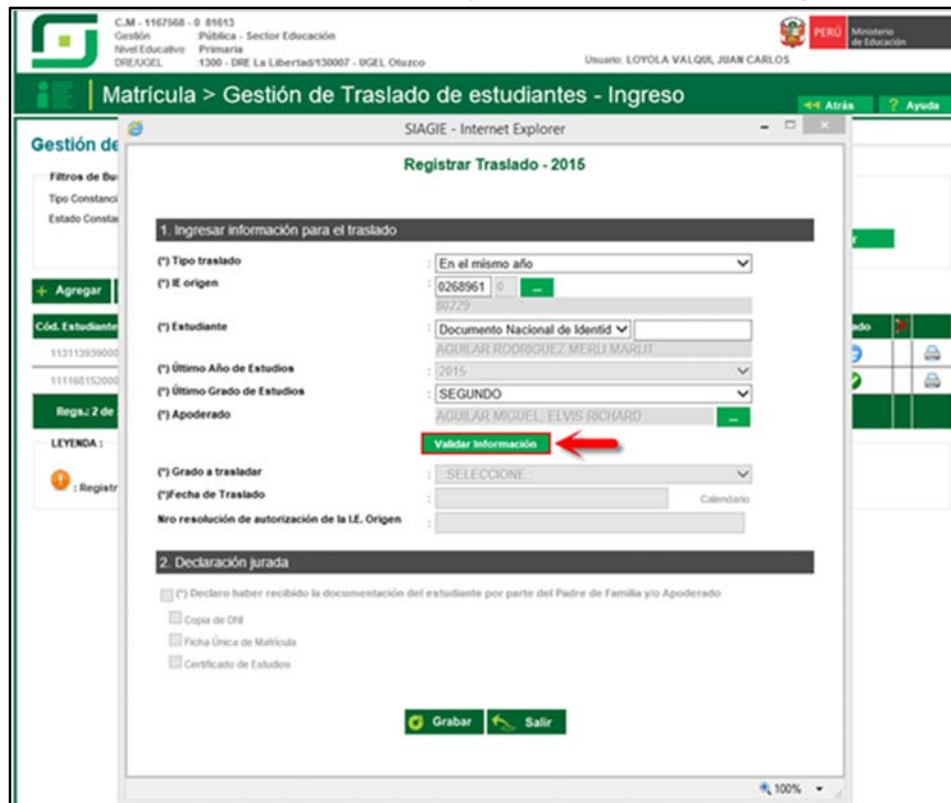 C.M - 1167568 - 0 81613
Gestión :Pública - Sector Educación
Nivel Educativo Primaria
DRE/UGEL :1300 - DRE La Libertad/130007 - UGEL Otuzco
Usuario: LOYOLA VALQUI, JUAN CARLOS
PERÚ Ministerio de Educación
Matrícula > Gestión de Traslado de estudiantes - Ingreso
Atrás ? Ayuda
SIAGIE - Internet Explorer
Gestión de
Registrar Traslado - 2015
Filtros de Bu
Tipo Constanci
Estado Consta
1. Ingresar información para el traslado
(*) Tipo traslado : En el mismo año
(*) IE origen : 0268961 0 ...
80229
+ Agregar
(*) Estudiante : Documento Nacional de Identid
AGUILAR RODRIGUEZ MERLI MARLIT
Cód. Estudiante
ado
113113939000
(*) Último Año de Estudios : 2015
111168152000
(*) Último Grado de Estudios : SEGUNDO
Regs.: 2 de
(*) Apoderado : AGUILAR MIGUEL, ELVIS RICHARD ...
LEYENDA :
Validar Información
: Registr
(*) Grado a trasladar : ::SELECCIONE::
(*)Fecha de Traslado : Calendario
Nro resolución de autorización de la I.E. Origen :
2. Declaración jurada
(*) Declaro haber recibido la documentación del estudiante por parte del Padre de Familia y/o Apoderado
Copia de DNI
Ficha Única de Matrícula
Certificado de Estudios
Grabar Salir
100%